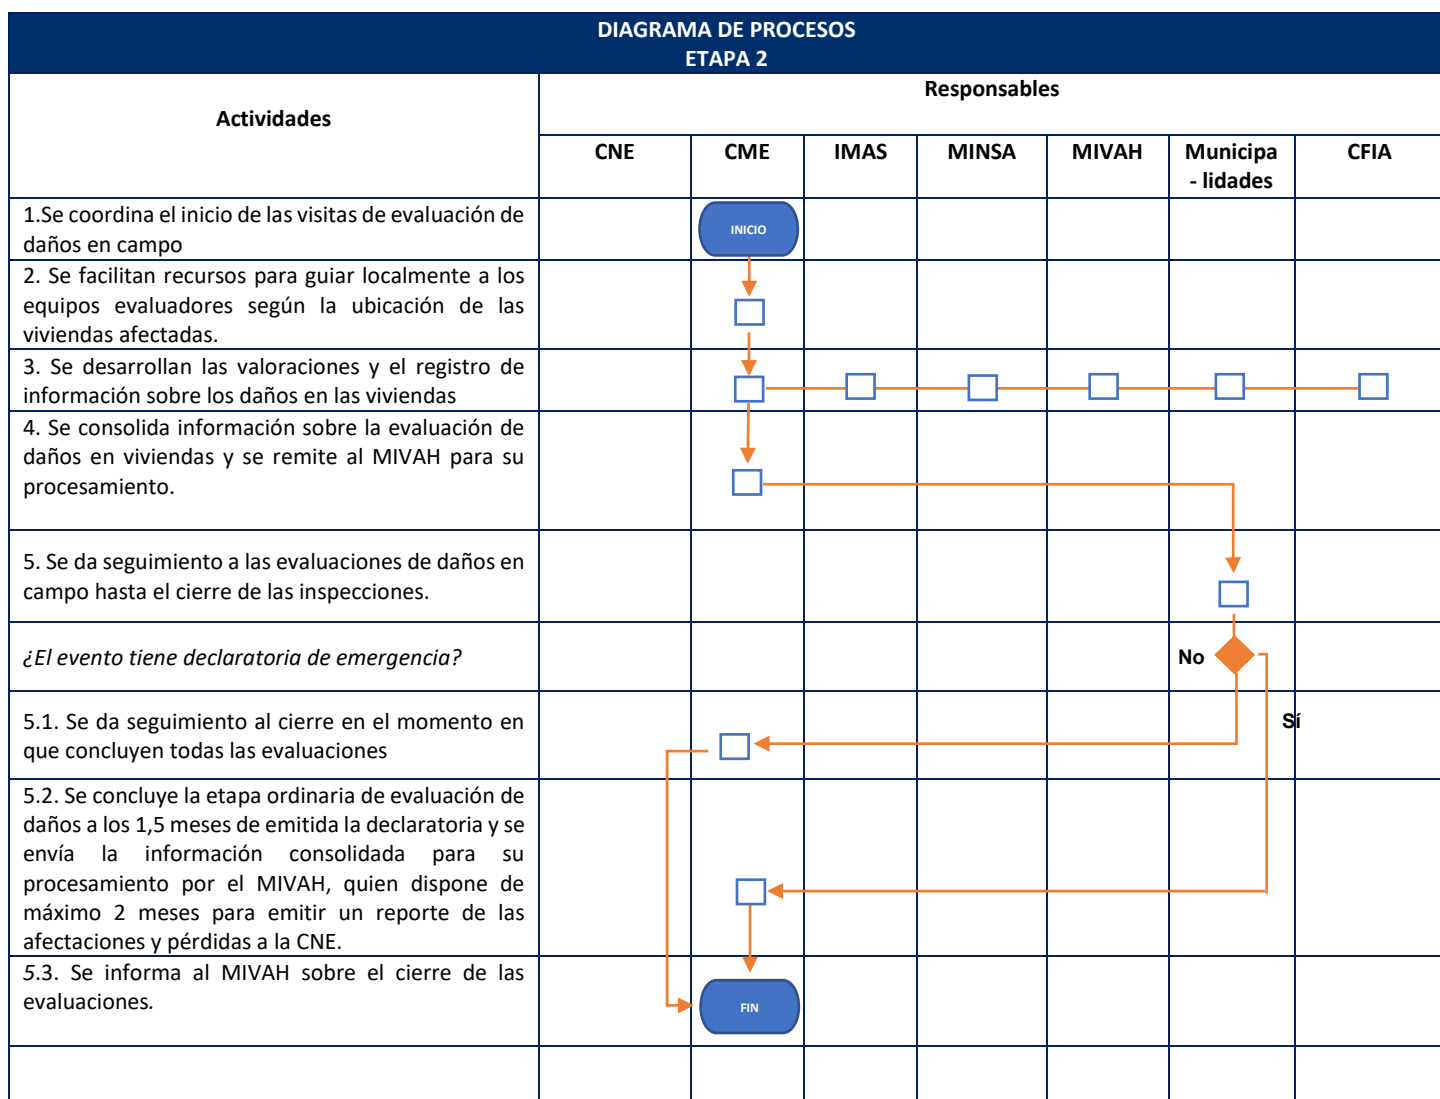 DIAGRAMA DE PROCESOS
ETAPA 2
Actividades
Responsables
CNE
CME
IMAS
MINSA
MIVAH
Municipa
- lidades
CFIA
1.Se coordina el inicio de las visitas de evaluación de
daños en campo
INICIO
2. Se facilitan recursos para guiar localmente a los
equipos evaluadores según la ubicación de las
viviendas afectadas.
3. Se desarrollan las valoraciones y el registro de
información sobre los daños en las viviendas
4. Se consolida información sobre la evaluación de
daños en viviendas y se remite al MIVAH para su
procesamiento.
5. Se da seguimiento a las evaluaciones de daños en
campo hasta el cierre de las inspecciones.
¿El evento tiene declaratoria de emergencia?
No
5.1. Se da seguimiento al cierre en el momento en
que concluyen todas las evaluaciones
Sí
5.2. Se concluye la etapa ordinaria de evaluación de
daños a los 1,5 meses de emitida la declaratoria y se
envía la información consolidada para su
procesamiento por el MIVAH, quien dispone de
máximo 2 meses para emitir un reporte de las
afectaciones y pérdidas a la CNE.
5.3. Se informa al MIVAH sobre el cierre de las
evaluaciones.
FIN